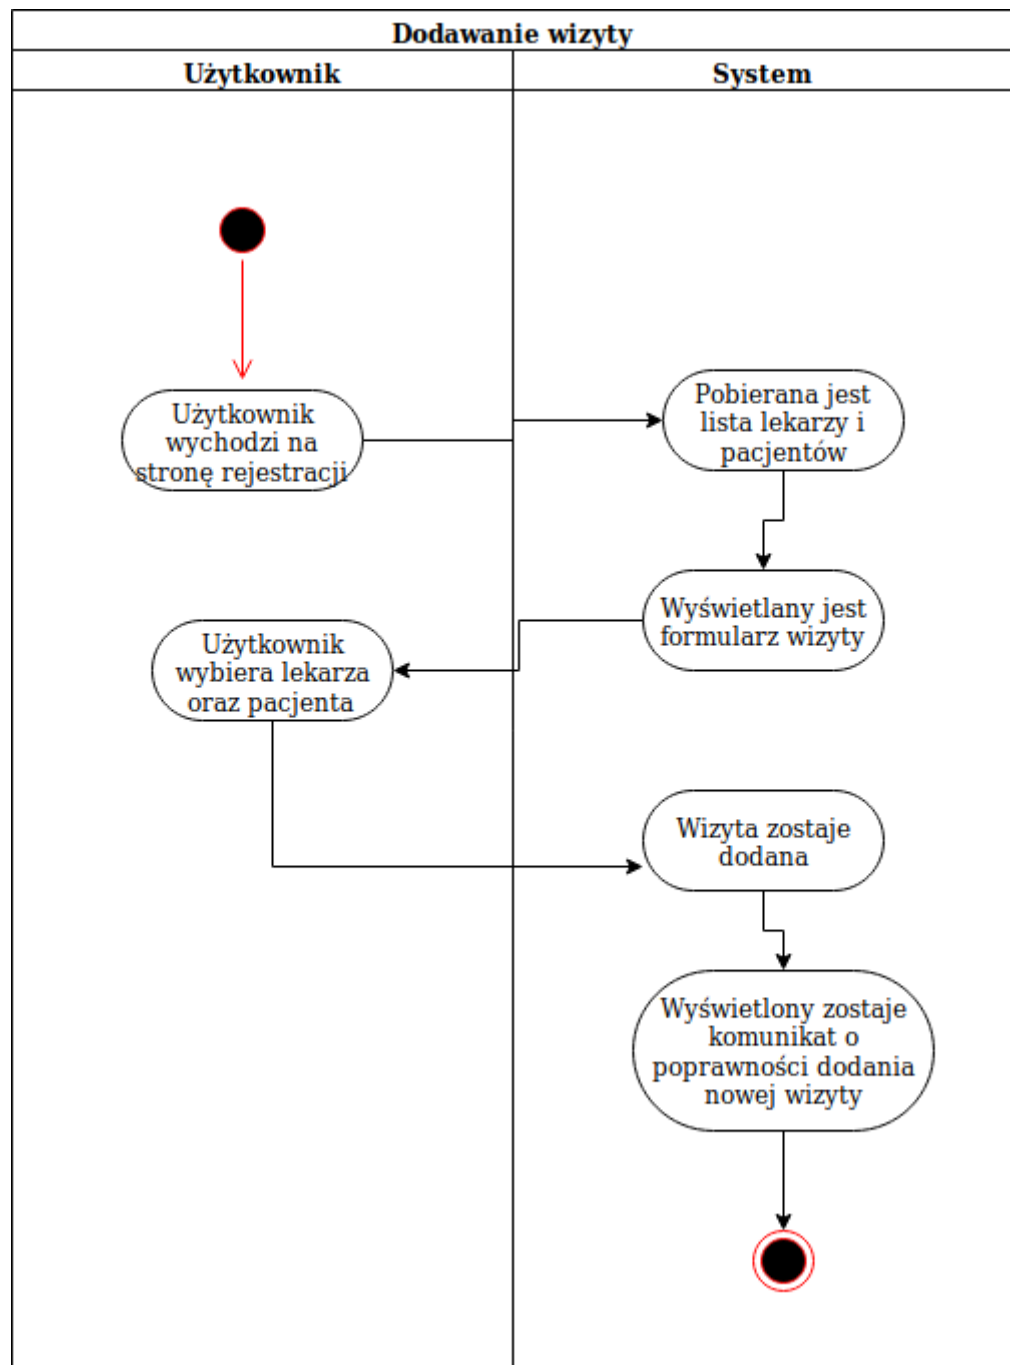 Dodawanie wizyty
Użytkownik
System
Użytkownik
wychodzi na
stronę rejestracji
Pobierana jest
lista lekarzy i
pacjentów
Wyświetlany jest
formularz wizyty
Użytkownik
wybiera lekarza
oraz pacjenta
Wizyta zostaje
dodana
Wyświetlony zostaje
komunikat o
poprawności dodania
nowej wizyty